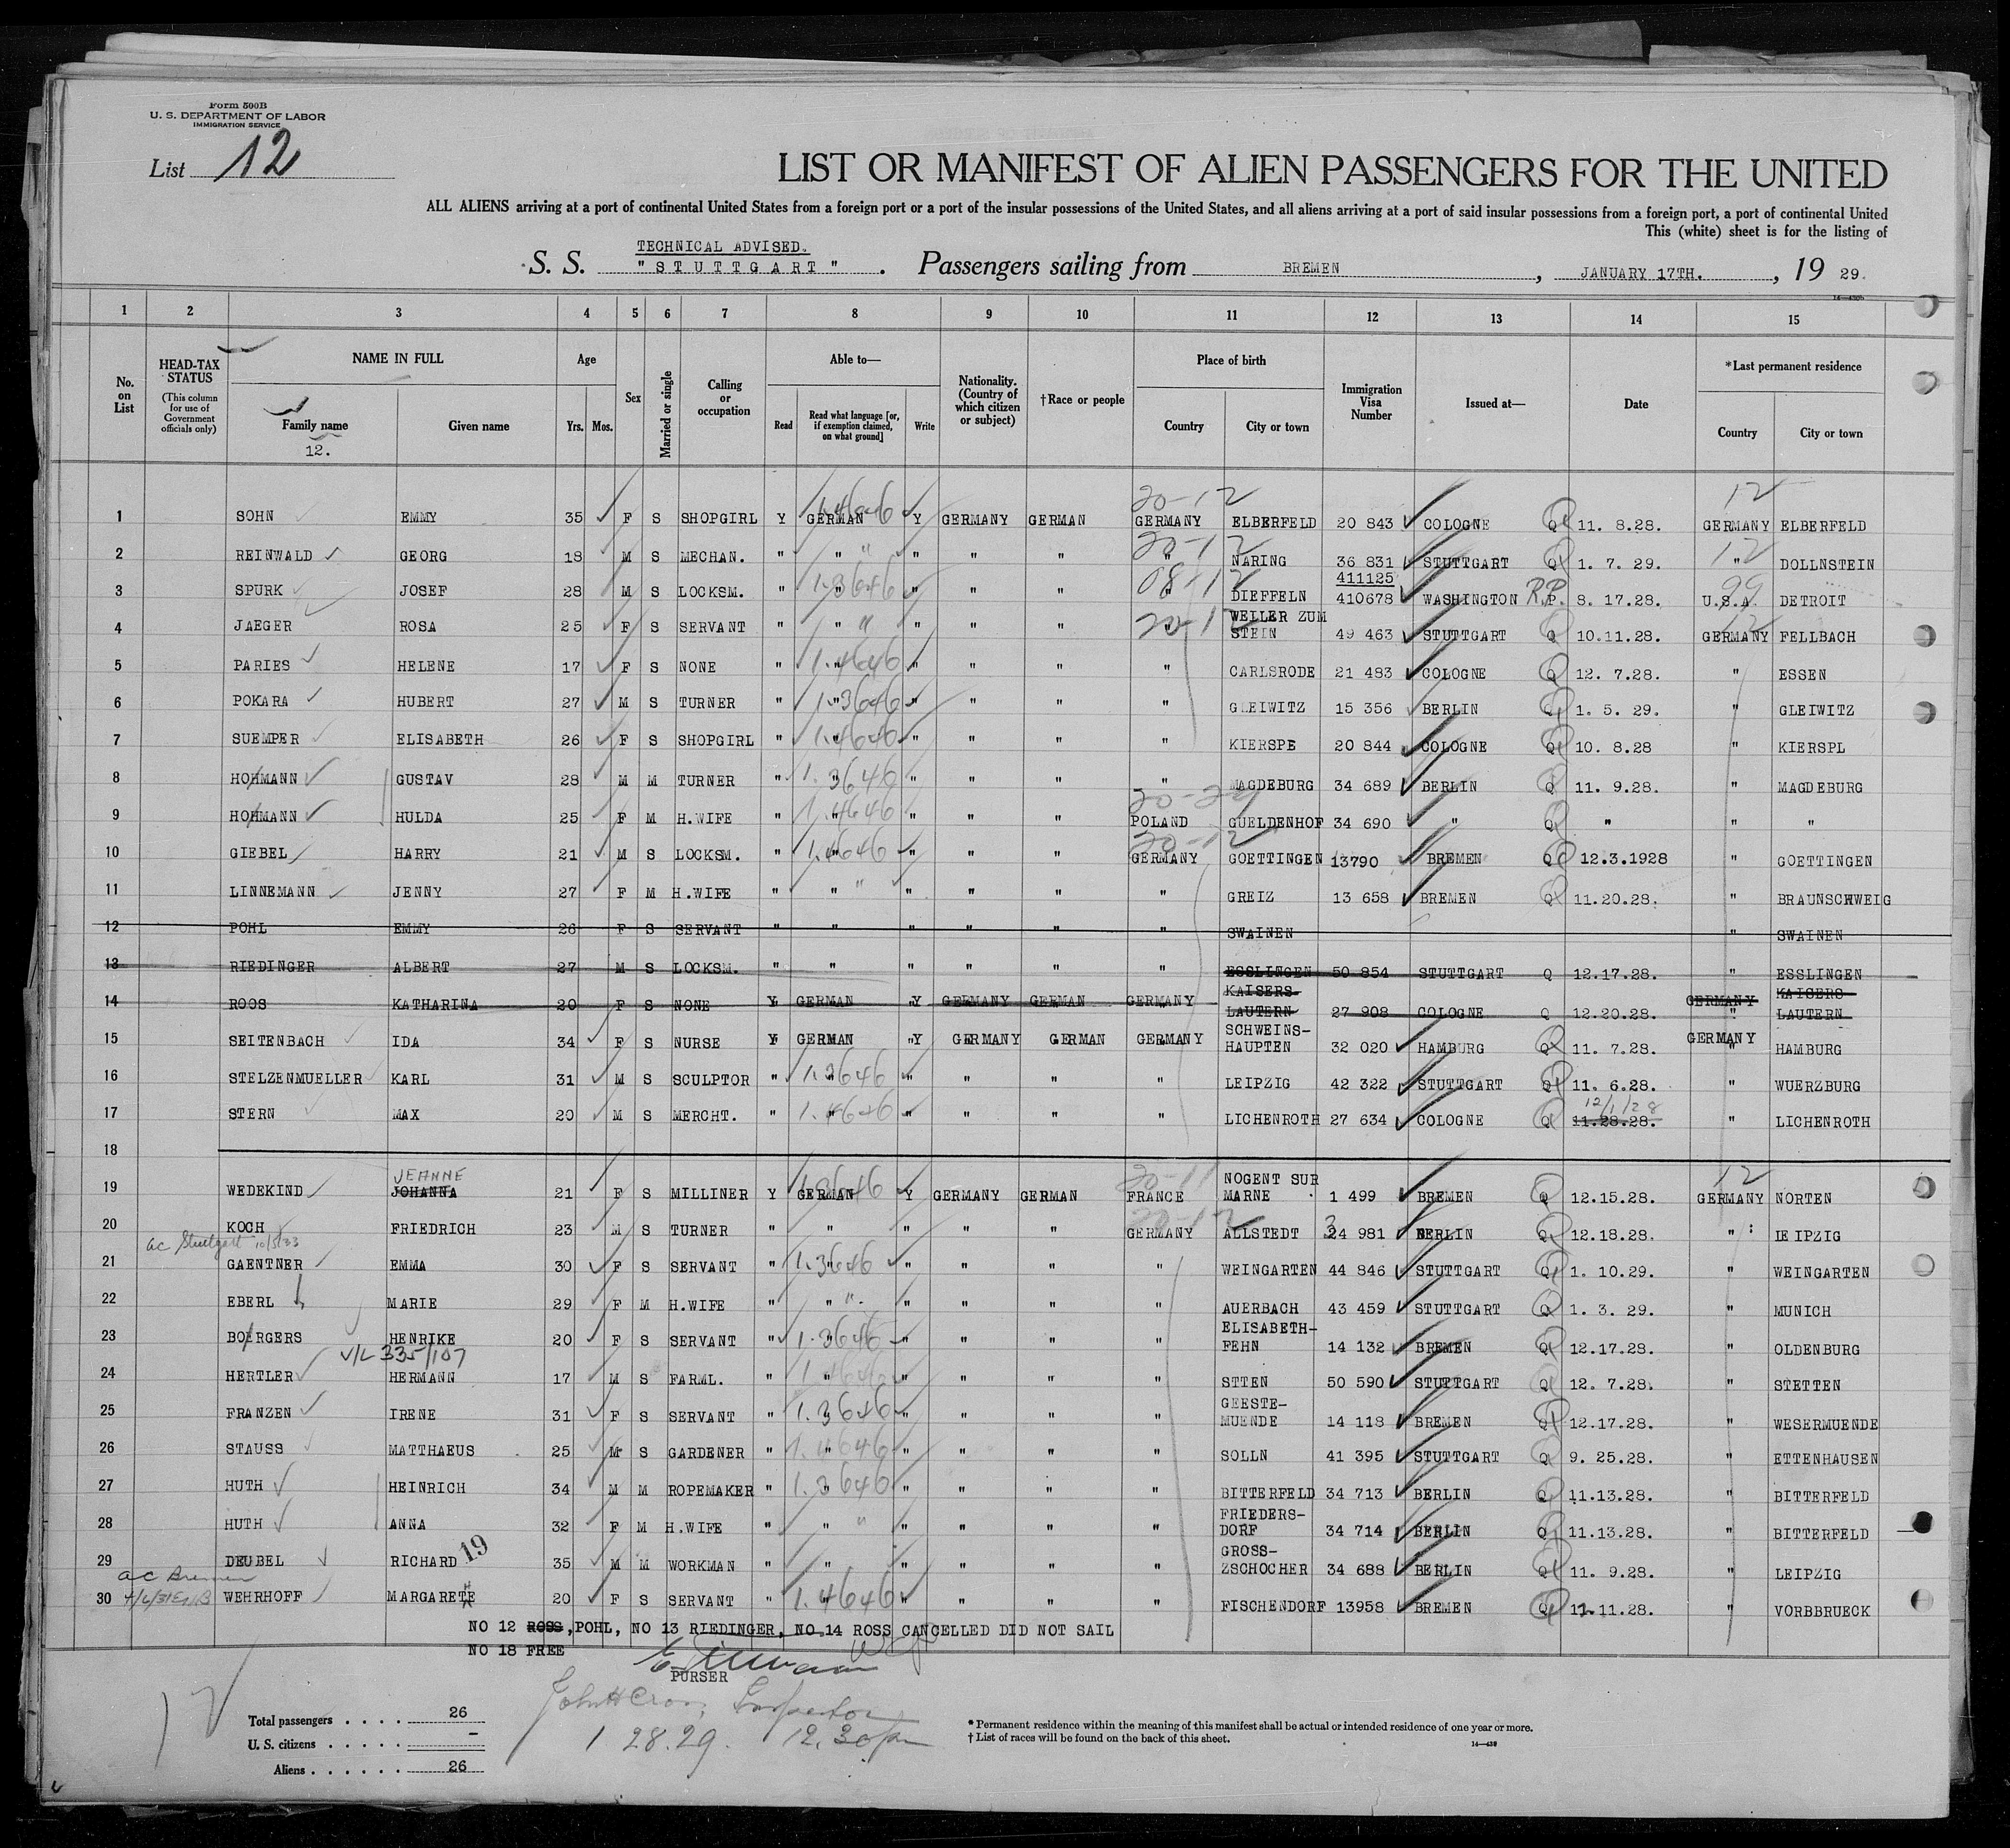 Form 500B
U. S. DEPARTMENT OF LABOR
IMMIGRATION SERVICE
List 12
LIST OR MANIFEST OF ALIEN PASSENGERS FOR THE UNITED
ALL ALIENS arriving at a port of continental United States from a foreign port or a port of the insular possessions of the United States, and all aliens arriving at a port of said insular possessions from a foreign port, a port of continental United
This (white) sheet is for the listing of
TECHNICAL ADVISED.
S. S. "STUTTGART" . Passengers sailing from BREMEN , JANUARY 17TH. , 19 29.
1 2 3 4 5 6 7 8 9 10 11 12 13 14 15
No. on List
HEAD-TAX STATUS (This column for use of Government officials only)
NAME IN FULL
Family name
12.
Given name
Age
Yrs. Mos.
Sex
Married or single
Calling or occupation
Able to—
Read
Read what language [or, if exemption claimed, on what ground]
Write
Nationality. (Country of which citizen or subject)
†Race or people
Place of birth
Country
City or town
Immigration Visa Number
Issued at—
Date
*Last permanent residence
Country
City or town
20-12 12
1 SOHN EMMY 35 F S SHOPGIRL Y GERMAN Y GERMANY GERMAN GERMANY ELBERFELD 20 843 COLOGNE Q 11. 8.28. GERMANY ELBERFELD
20-12 12
2 REINWALD GEORG 18 M S MECHAN. " " " " " " NARING 36 831 STUTTGART Q 1. 7. 29. " DOLLNSTEIN
411125
3 SPURK JOSEF 28 M S LOCKSM. " " " " " " DIEFFELN 410678 WASHINGTON R.P. 8. 17.28. U.S.A. DETROIT
4 JAEGER ROSA 25 F S SERVANT " " " " " " WEILER ZUM STEIN 49 463 STUTTGART Q 10.11.28. GERMANY FELLBACH
5 PARIES HELENE 17 F S NONE " " " " " " CARLSRODE 21 483 COLOGNE Q 12. 7.28. " ESSEN
6 POKARA HUBERT 27 M S TURNER " " " " " " GLEIWITZ 15 356 BERLIN Q 1. 5. 29. " GLEIWITZ
7 SUEMPER ELISABETH 26 F S SHOPGIRL " " " " " " KIERSPE 20 844 COLOGNE Q 10. 8.28 " KIERSPL
8 HOHMANN GUSTAV 28 M M TURNER " " " " " " MAGDEBURG 34 689 BERLIN Q 11. 9.28. " MAGDEBURG
9 HOHMANN HULDA 25 F M H.WIFE " " " " " POLAND GUELDENHOF 34 690 " Q " " "
20-12
10 GIEBEL HARRY 21 M S LOCKSM. " " " " " GERMANY GOETTINGEN 13790 BREMEN Q 12.3.1928 " GOETTINGEN
11 LINNEMANN JENNY 27 F M H.WIFE " " " " " " GREIZ 13 658 BREMEN Q 11.20.28. " BRAUNSCHWEIG
12 POHL EMMY 26 F S SERVANT " " " " " " SWAINEN " SWAINEN
13 RIEDINGER ALBERT 27 M S LOCKSM. " " " " " " ESSLINGEN 50 854 STUTTGART Q 12.17.28. " ESSLINGEN
14 ROOS KATHARINA 20 F S NONE Y GERMAN Y GERMANY GERMAN GERMANY KAISERS-LAUTERN 27 908 COLOGNE Q 12.20.28. GERMANY KAISERS-LAUTERN
15 SEITENBACH IDA 34 F S NURSE Y GERMAN Y GERMANY GERMAN GERMANY SCHWEINS-HAUPTEN 32 020 HAMBURG Q 11. 7.28. GERMANY HAMBURG
16 STELZENMUELLER KARL 31 M S SCULPTOR " " " " " " LEIPZIG 42 322 STUTTGART Q 11. 6.28. " WUERZBURG
12/1/28
17 STERN MAX 20 M S MERCHT. " " " " " " LICHENROTH 27 634 COLOGNE Q 11.28.28. " LICHENROTH
18
JEANNE
19 WEDEKIND JOHANNA 21 F S MILLINER Y GERMAN Y GERMANY GERMAN FRANCE NOGENT SUR MARNE 1 499 BREMEN Q 12.15.28. GERMANY NORTEN
20 KOCH FRIEDRICH 23 M S TURNER " " " " " GERMANY ALLSTEDT 34 981 BERLIN Q 12.18.28. " LEIPZIG
ac Stuttgart 10/5/33
21 GAENTNER EMMA 30 F S SERVANT " " " " " " WEINGARTEN 44 846 STUTTGART Q 1. 10.29. " WEINGARTEN
22 EBERL MARIE 29 F M H.WIFE " " " " " " AUERBACH 43 459 STUTTGART Q 1. 3. 29. " MUNICH
23 BOERGERS HENRIKE 20 F S SERVANT " " " " " " ELISABETH-FEHN 14 132 BREMEN Q 12.17.28. " OLDENBURG
V/L 335/107
24 HERTLER HERMANN 17 M S FARML. " " " " " " STTEN 50 590 STUTTGART Q 12. 7.28. " STETTEN
25 FRANZEN IRENE 31 F S SERVANT " " " " " " GEESTE-MUENDE 14 118 BREMEN Q 12.17.28. " WESERMUENDE
26 STAUSS MATTHAEUS 25 M S GARDENER " " " " " " SOLLN 41 395 STUTTGART Q 9. 25.28. " ETTENHAUSEN
27 HUTH HEINRICH 34 M M ROPEMAKER " " " " " " BITTERFELD 34 713 BERLIN Q 11.13.28. " BITTERFELD
28 HUTH ANNA 32 F M H.WIFE " " " " " " FRIEDERS-DORF 34 714 BERLIN Q 11.13.28. " BITTERFELD
29 DEUBEL RICHARD 19 35 M M WORKMAN " " " " " " GROSS-ZSCHOCHER 34 688 BERLIN Q 11. 9.28. " LEIPZIG
ac Bremen
30 WEHRHOFF MARGARETE 20 F S SERVANT " " " " " " FISCHENDORF 13958 BREMEN Q 11.11.28. " VORBBRUECK
NO 12 ROSS,POHL, NO 13 RIEDINGER, NO 14 ROSS CANCELLED DID NOT SAIL
NO 18 FREE
PURSER
John H Cron, Inspector
1 28.29. 12.30 pm
12
Total passengers . . . . 26
U. S. citizens . . . . . —
Aliens . . . . . . 26
* Permanent residence within the meaning of this manifest shall be actual or intended residence of one year or more.
† List of races will be found on the back of this sheet.
14—430